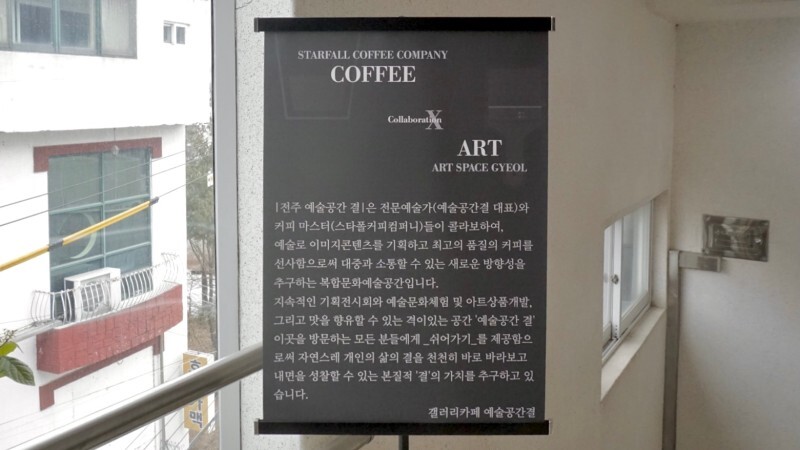 STARFALL COFFEE COMPANY
COFFEE
Collaboration
X
ART
ART SPACE GYEOL
|전주 예술공간 결|은 전문예술가(예술공간결 대표)와
커피 마스터(스타폴커피컴퍼니)들이 콜라보하여,
예술로 이미지콘텐츠를 기획하고 최고의 품질의 커피를
선사함으로써 대중과 소통할 수 있는 새로운 방향성을
추구하는 복합문화예술공간입니다.
지속적인 기획전시회와 예술문화체험 및 아트상품개발,
그리고 맛을 향유할 수 있는 격이있는 공간 '예술공간 결'
이곳을 방문하는 모든 분들에게 _쉬어가기_를 제공함으
로써 자연스레 개인의 삶의 결을 천천히 바로 바라보고
내면을 성찰할 수 있는 본질적 '결'의 가치를 추구하고 있
습니다.
갤러리카페 예술공간결